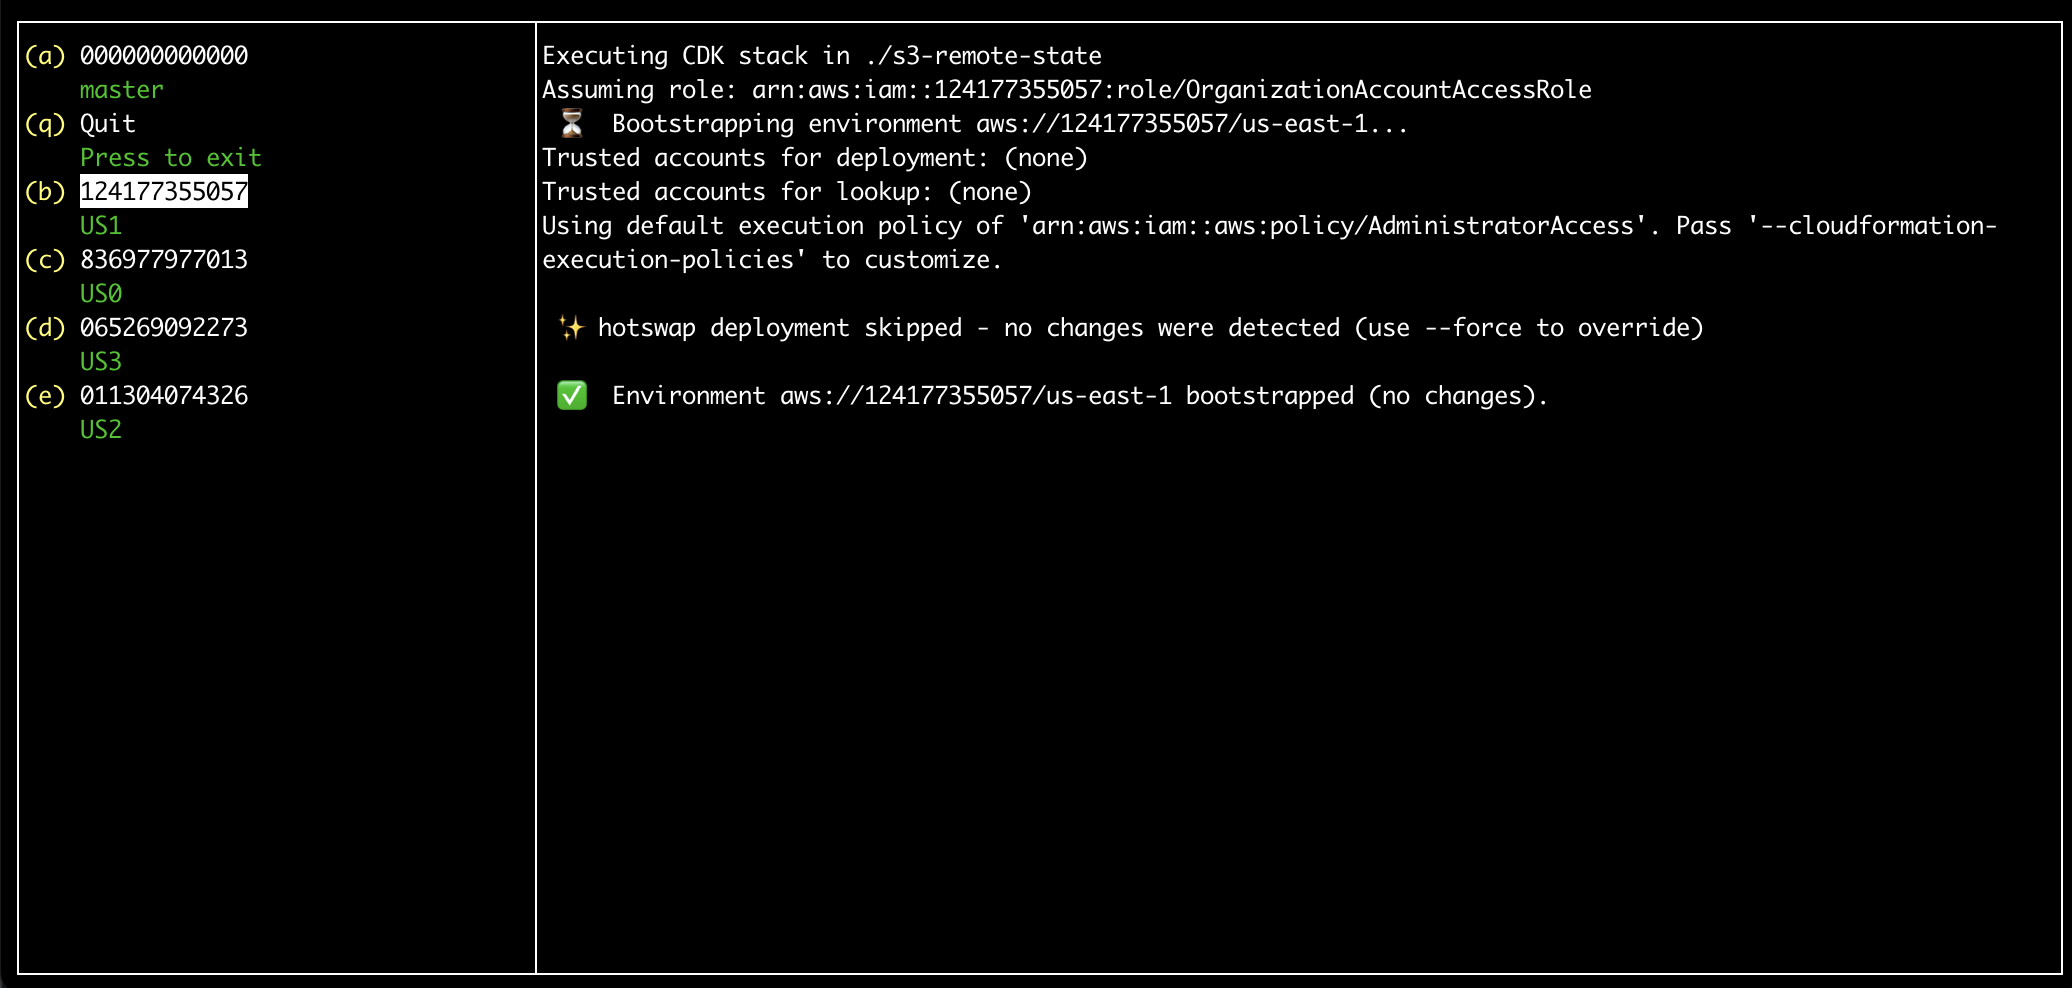 (a) 000000000000
master
(q) Quit
Press to exit
(b) 124177355057
US1
(c) 836977977013
US0
(d) 065269092273
US3
(e) 011304074326
US2
Executing CDK stack in ./s3-remote-state
Assuming role: arn:aws:iam::124177355057:role/OrganizationAccountAccessRole
⏳ Bootstrapping environment aws://124177355057/us-east-1...
Trusted accounts for deployment: (none)
Trusted accounts for lookup: (none)
Using default execution policy of 'arn:aws:iam::aws:policy/AdministratorAccess'. Pass '--cloudformation-
execution-policies' to customize.
✨ hotswap deployment skipped - no changes were detected (use --force to override)
✅ Environment aws://124177355057/us-east-1 bootstrapped (no changes).